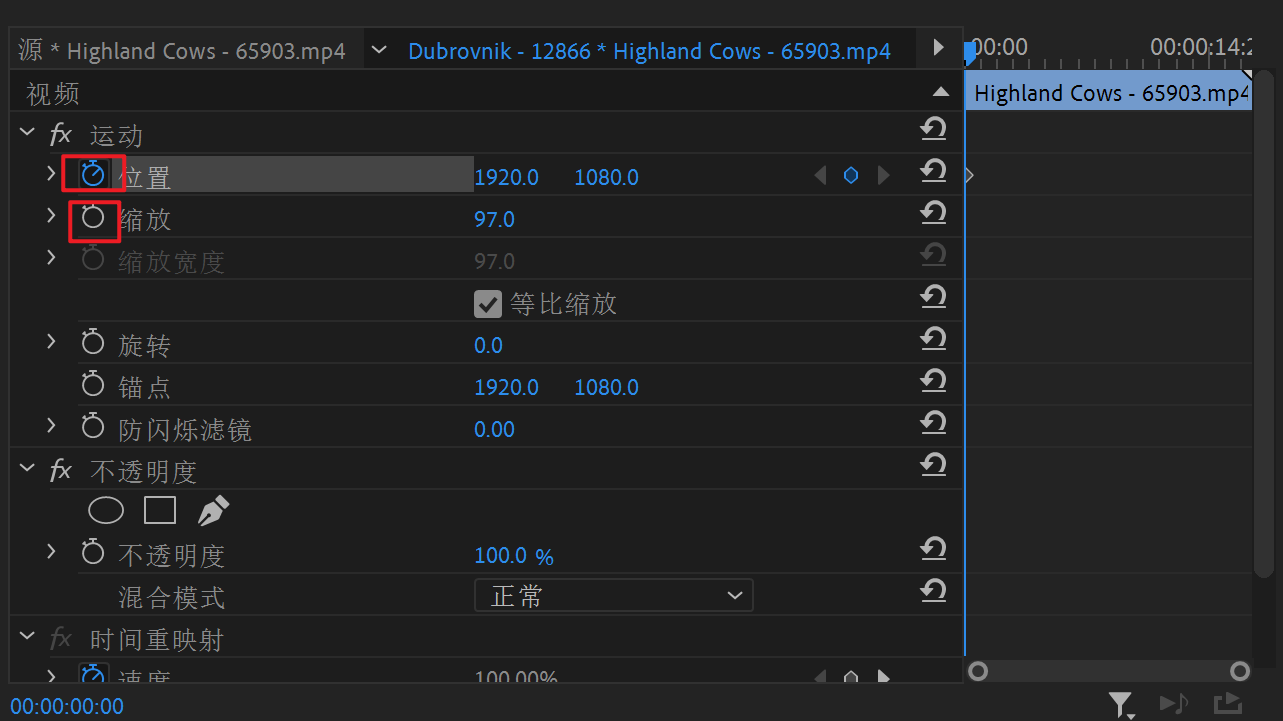 源 * Highland Cows - 65903.mp4 Dubrovnik - 12866 * Highland Cows - 65903.mp4 :00:00 00:00:14:2
视频 Highland Cows - 65903.mp4
fx 运动
位置 1920.0 1080.0
缩放 97.0
缩放宽度 97.0
等比缩放
旋转 0.0
锚点 1920.0 1080.0
防闪烁滤镜 0.00
fx 不透明度
不透明度 100.0 %
混合模式 正常
fx 时间重映射
速度 100.00%
00:00:00:00